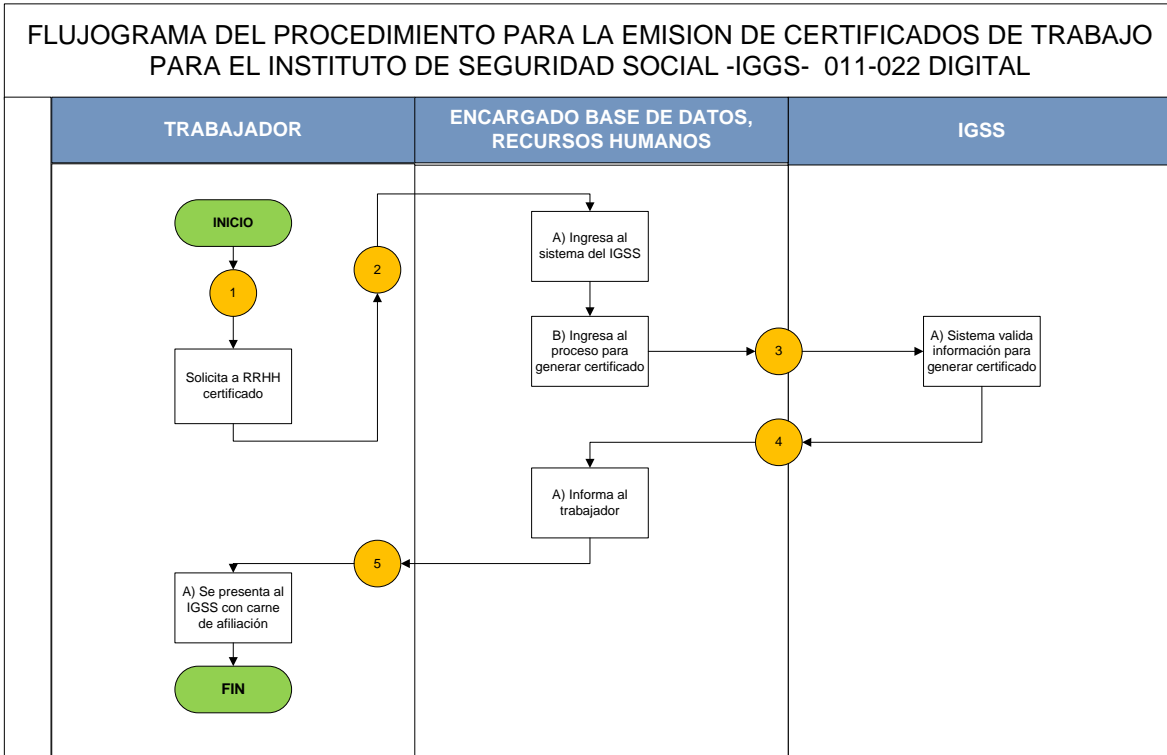 FLUJOGRAMA DEL PROCEDIMIENTO PARA LA EMISION DE CERTIFICADOS DE TRABAJO
PARA EL INSTITUTO DE SEGURIDAD SOCIAL -IGGS- 011-022 DIGITAL
TRABAJADOR
ENCARGADO BASE DE DATOS,
RECURSOS HUMANOS
IGSS
INICIO
1
Solicita a RRHH
certificado
2
A) Ingresa al
sistema del IGSS
B) Ingresa al
proceso para
generar certificado
3
A) Sistema valida
información para
generar certificado
4
A) Informa al
trabajador
5
A) Se presenta al
IGSS con carne
de afiliación
FIN